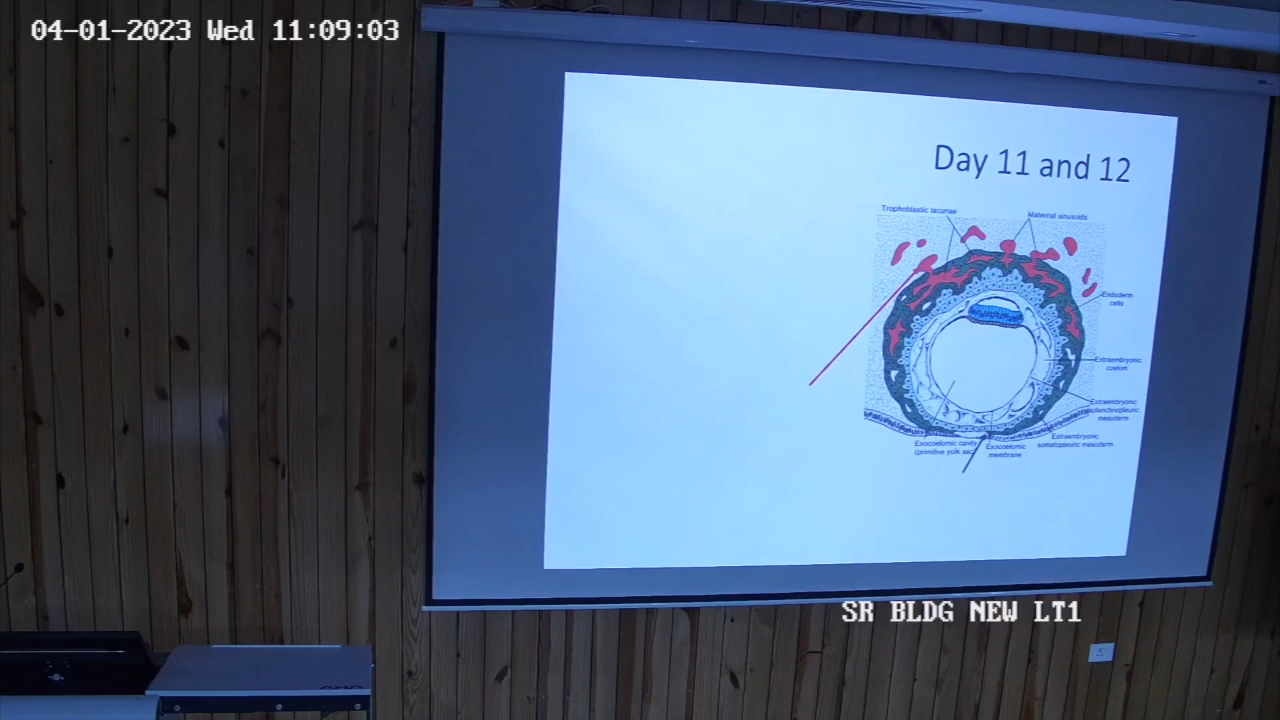 04-01-2023 Wed 11:09:03
Day 11 and 12
Trophoblastic lacunae
Maternal sinusoids
Endoderm
cells
Extraembryonic
coelom
Extraembryonic
splanchnopleuric
mesoderm
Extraembryonic
somatopleuric mesoderm
Exocoelomic cavity
(primitive yolk sac)
Exocoelomic
membrane
SR BLDG NEW LT1